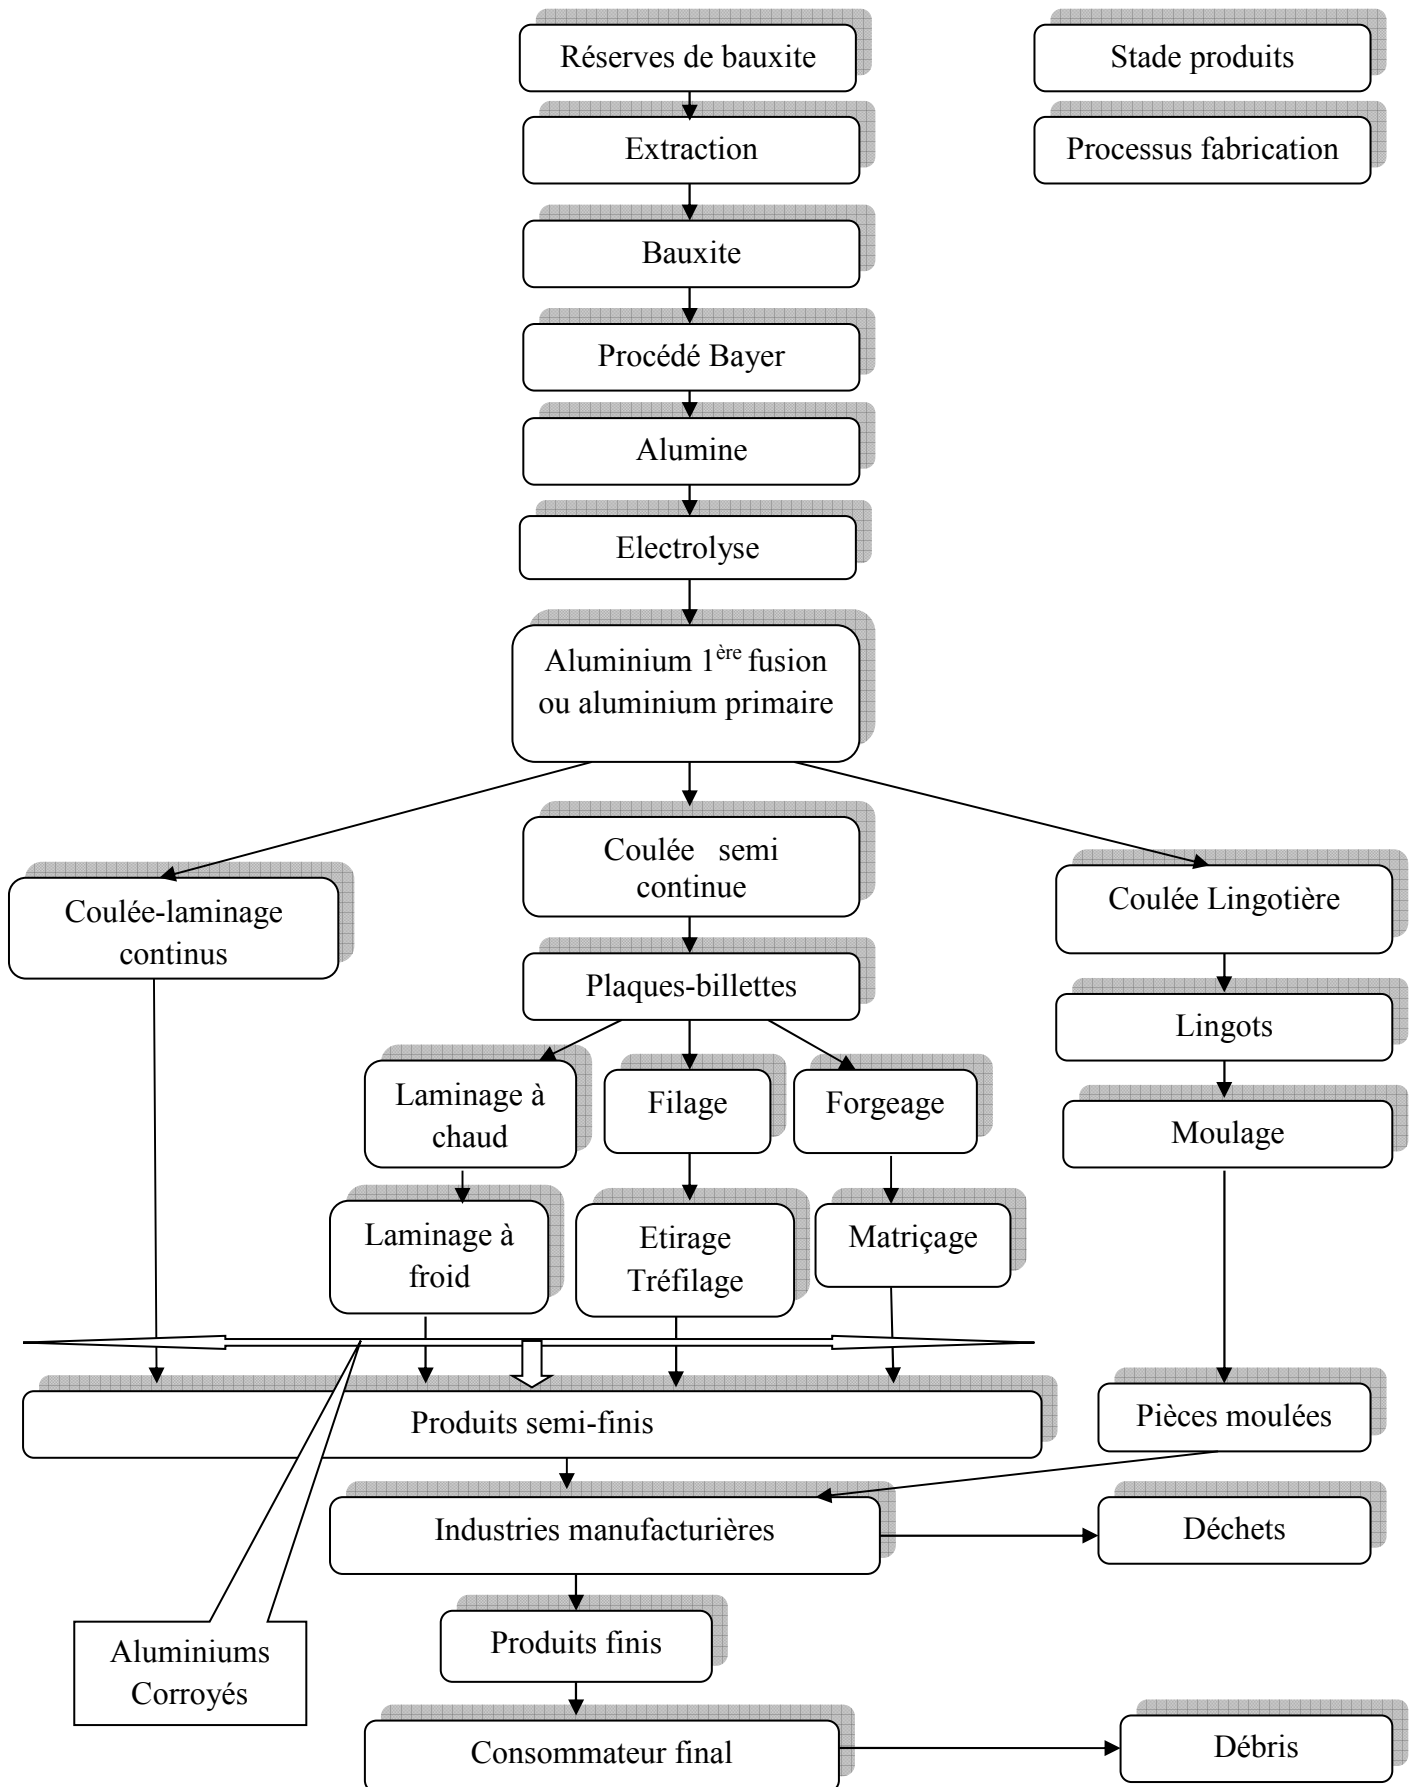 Réserves de bauxite
Stade produits
Extraction
Processus fabrication
Bauxite
Procédé Bayer
Alumine
Electrolyse
Aluminium 1ère fusion
ou aluminium primaire
Coulée-laminage
continus
Coulée semi
continue
Coulée Lingotière
Plaques-billettes
Lingots
Laminage à
chaud
Filage
Forgeage
Moulage
Laminage à
froid
Etirage
Tréfilage
Matriçage
Produits semi-finis
Pièces moulées
Industries manufacturières
Déchets
Aluminiums
Corroyés
Produits finis
Consommateur final
Débris